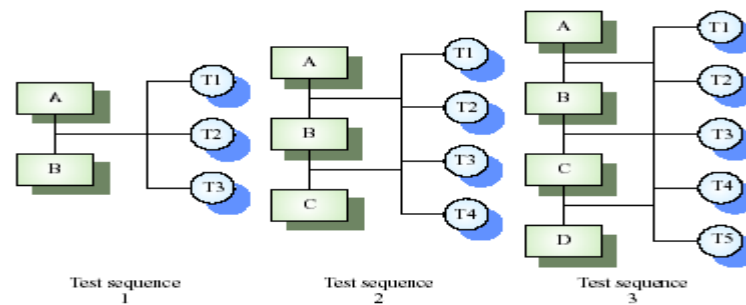 A
B
T1
T2
T3
Test sequence
1
A
B
C
T1
T2
T3
T4
Test sequence
2
A
B
C
D
T1
T2
T3
T4
T5
Test sequence
3